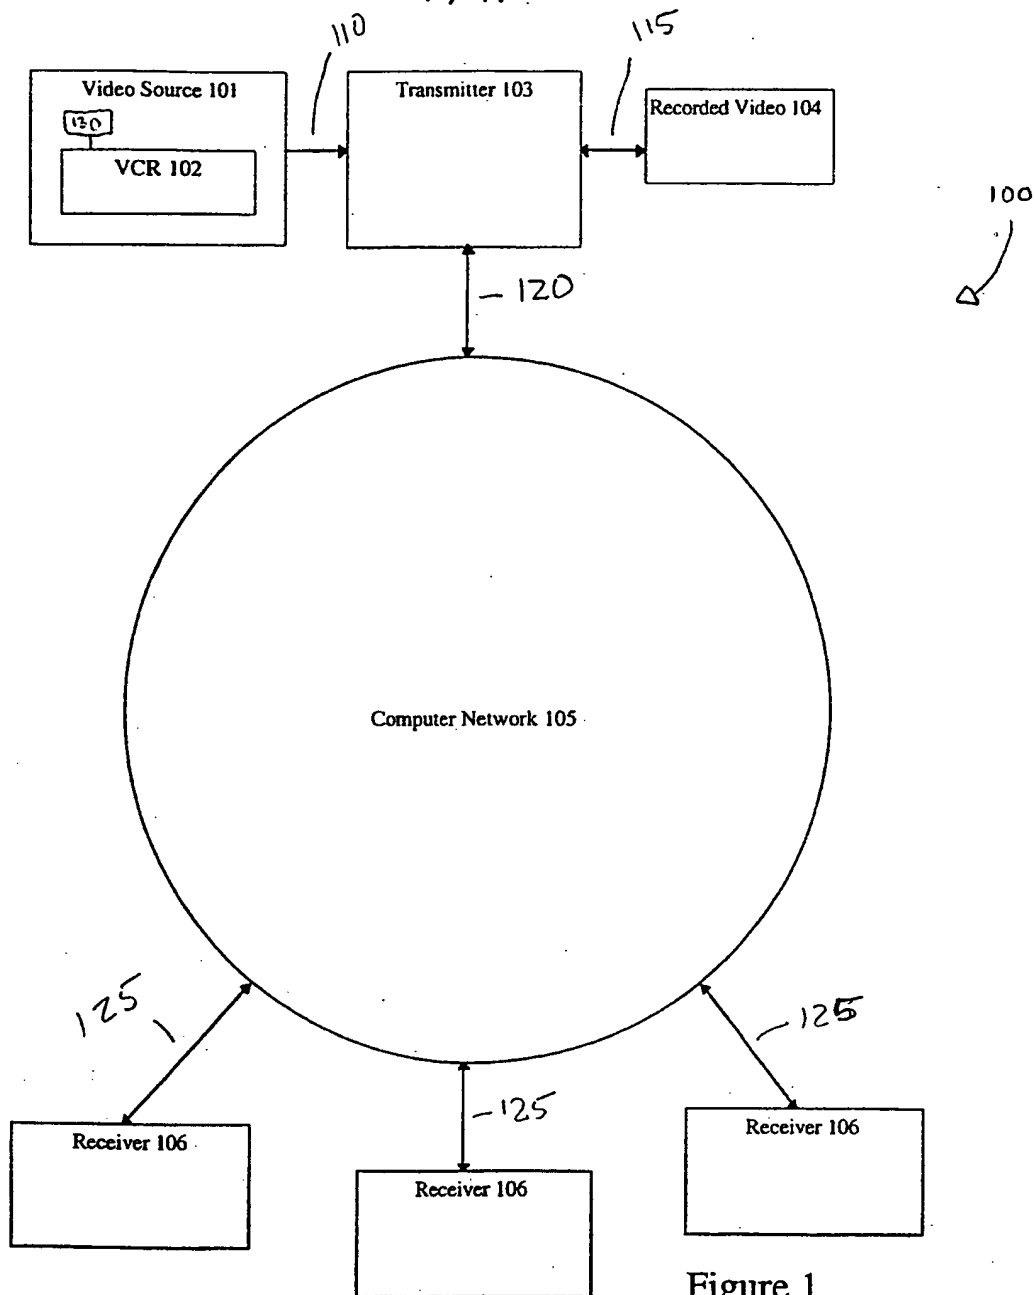 110
115
Video Source 101
130
VCR 102
Transmitter 103
Recorded Video 104
100
120
Computer Network 105
125
125
125
Receiver 106
Receiver 106
Receiver 106
Figure 1